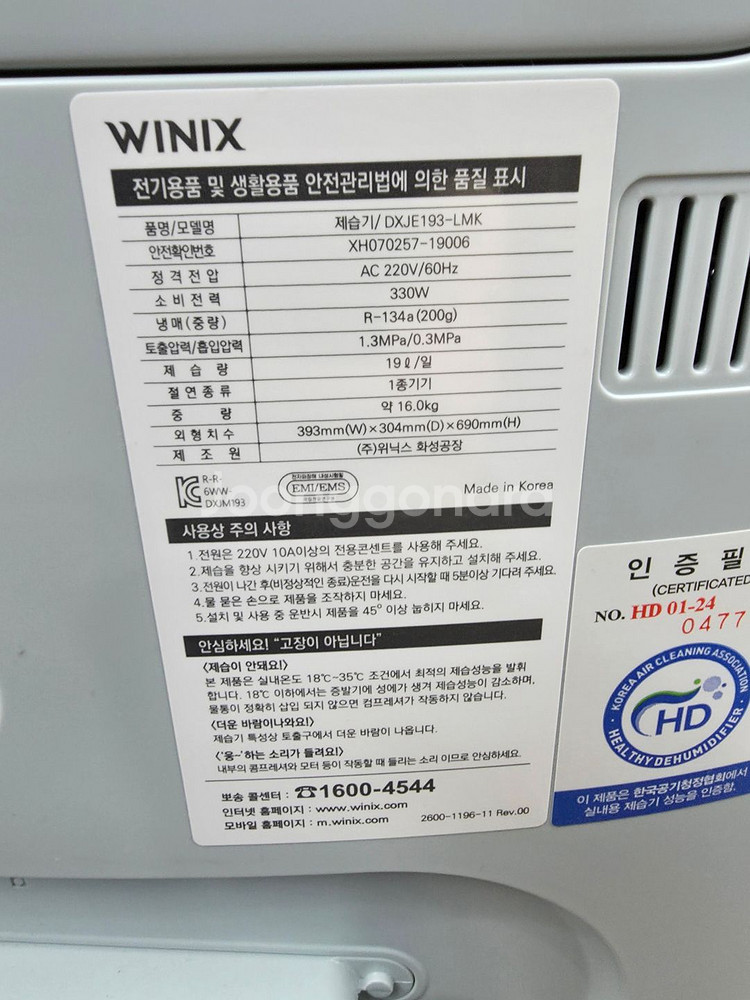 WINIX
전기용품 및 생활용품 안전관리법에 의한 품질 표시
품명/모델명 제습기/ DXJE193-LMK
안전확인번호 XH070257-19006
정격전압 AC 220V/60Hz
소비전력 330W
냉매(중량) R-134a(200g)
토출압력/흡입압력 1.3MPa/0.3MPa
제습량 19ℓ/일
절연종류 1종기기
중량 약 16.0kg
외형치수 393mm(W)×304mm(D)×690mm(H)
제조원 (주)위닉스 화성공장
R-R-
6WW-
DXJM193
EMI/EMS
Made in Korea
joonggonara
사용상 주의 사항
1.전원은 220V 10A이상의 전용콘센트를 사용해 주세요.
2.제습을 향상 시키기 위해서 충분한 공간을 유지하고 설치해 주세요.
3.전원이 나간 후(비정상적인 종료)운전을 다시 시작할 때 5분이상 기다려 주세요.
4.물 묻은 손으로 제품을 조작하지 마세요.
5.설치 및 사용 중 운반시 제품을 45° 이상 눕히지 마세요.
안심하세요! "고장이 아닙니다"
<제습이 안돼요!>
본 제품은 실내온도 18℃~35℃ 조건에서 최적의 제습성능을 발휘
합니다. 18℃ 이하에서는 증발기에 성에가 생겨 제습성능이 감소하며,
물통이 정확히 삽입 되지 않으면 컴프레셔가 작동하지 않습니다.
<더운 바람이나와요!>
제습기 특성상 토출구에서 더운 바람이 나옵니다.
<'웅~'하는 소리가 들려요!>
내부의 콤프레셔와 모터 등이 작동할 때 들리는 소리 이므로 안심하세요.
뽀송 콜센터 : ☎1600-4544
인터넷 홈페이지 : www.winix.com
모바일 홈페이지 : m.winix.com
2600-1196-11 Rev.00
인 증 필
(CERTIFICATED
NO. HD 01-24
0477
KOREA AIR CLEANING ASSOCIATION
HD
HEALTHY DEHUMIDIFIER
이 제품은 한국공기청정협회에서
실내용 제습기 성능을 인증함.